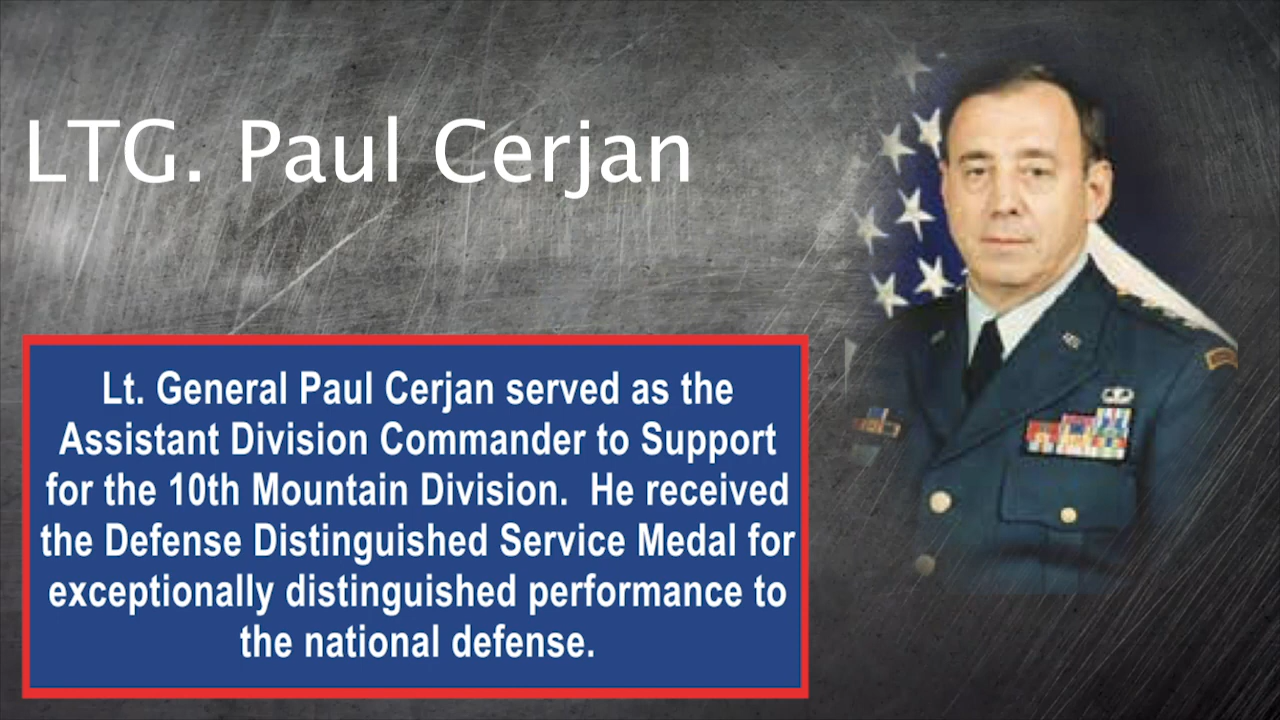 LTG. Paul Cerjan
Lt. General Paul Cerjan served as the
Assistant Division Commander to Support
for the 10th Mountain Division.  He received
the Defense Distinguished Service Medal for
exceptionally distinguished performance to
the national defense.